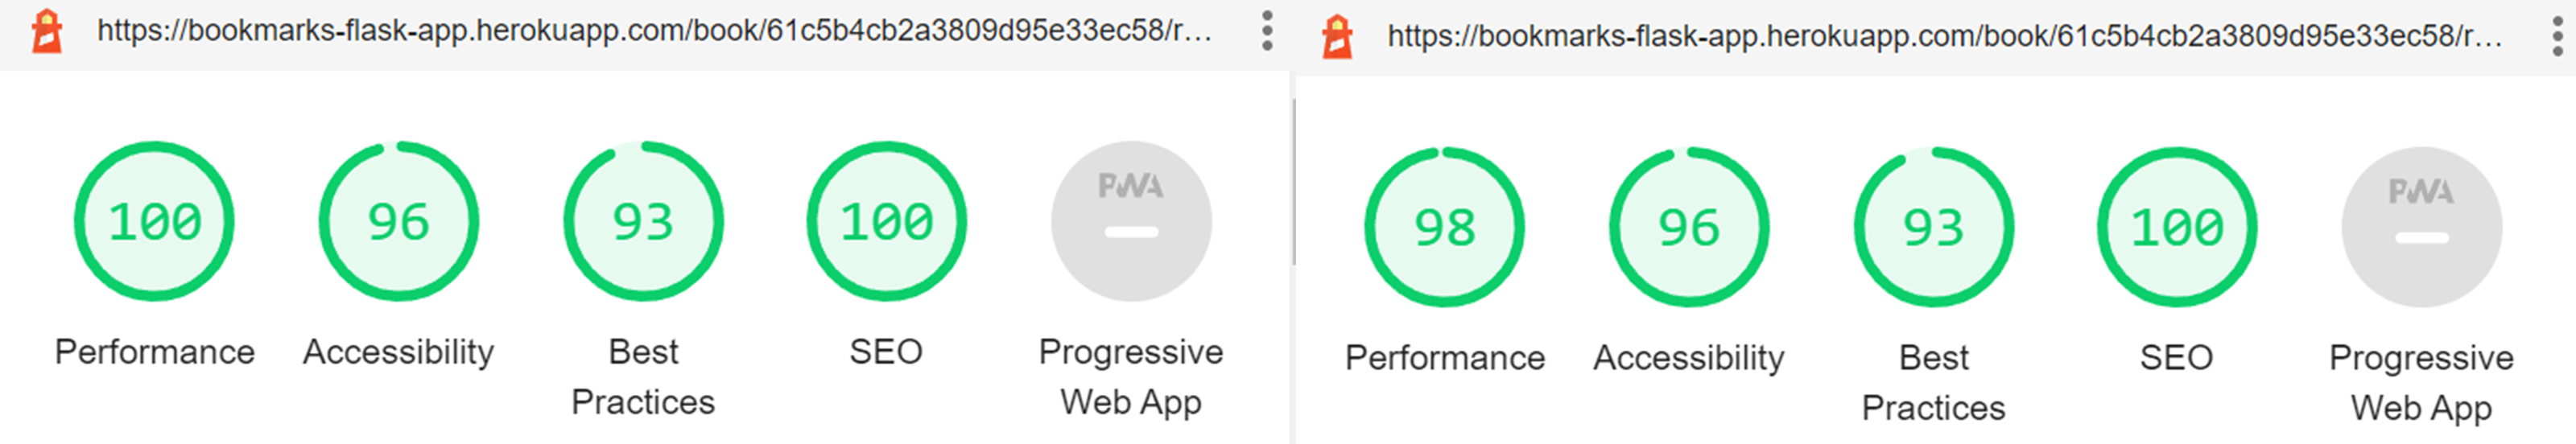 https://bookmarks-flask-app.herokuapp.com/book/61c5b4cb2a3809d95e33ec58/r...
100
96
93
100
PWA
Performance
Accessibility
Best
Practices
SEO
Progressive
Web App
https://bookmarks-flask-app.herokuapp.com/book/61c5b4cb2a3809d95e33ec58/r...
98
96
93
100
PWA
Performance
Accessibility
Best
Practices
SEO
Progressive
Web App